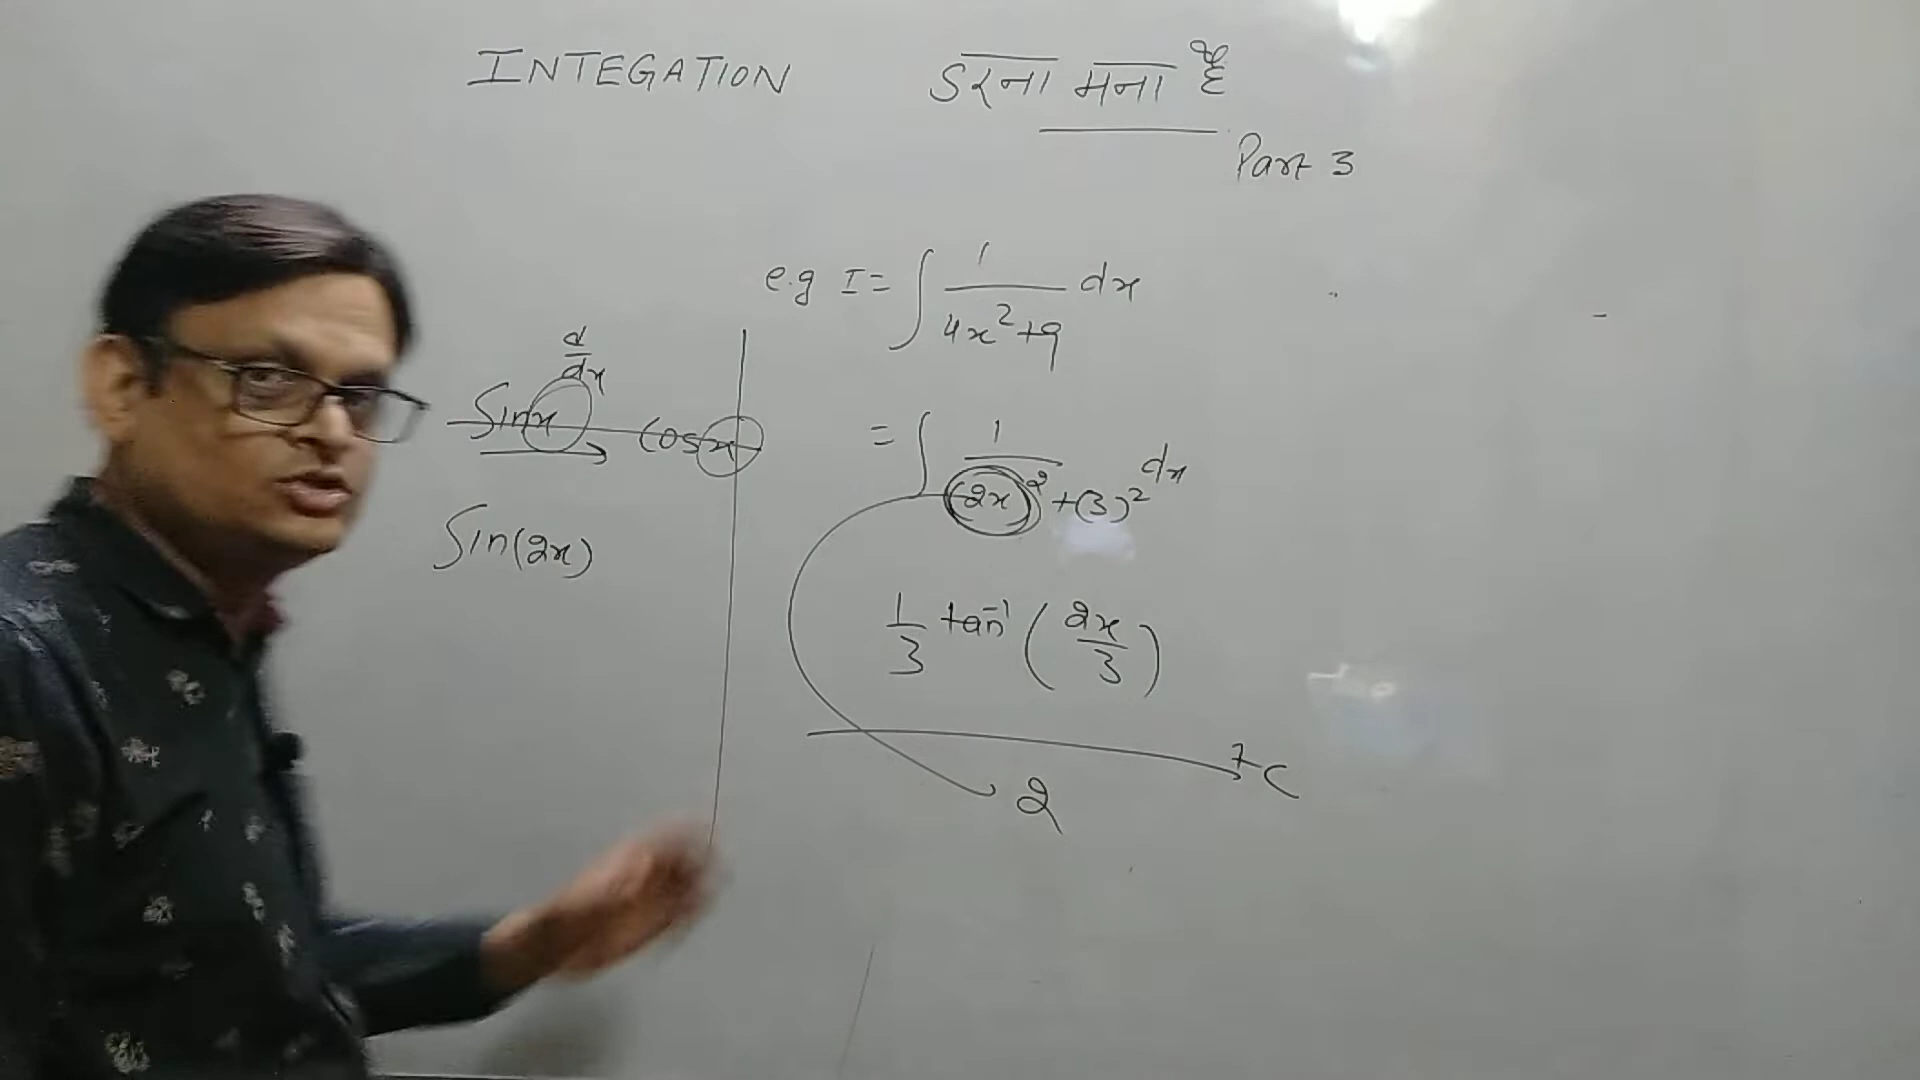 INTEGATION डरना मना है
Part 3
e.g I = ∫ 1/(4x²+9) dx
d/dx
Sinx → Cosx
= ∫ 1/((2x)²+(3)²) dx
Sin(2x)
1/3 tan⁻¹(2x/3)
2 + C